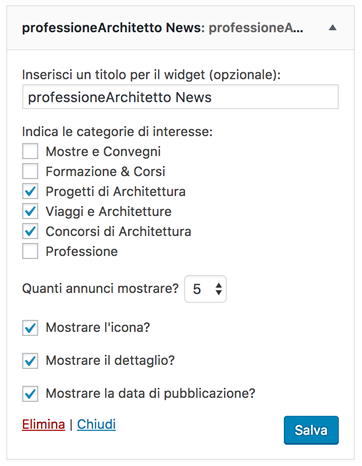 professioneArchitetto News: professioneA...
Inserisci un titolo per il widget (opzionale):
professioneArchitetto News
Indica le categorie di interesse:
Mostre e Convegni
Formazione & Corsi
Progetti di Architettura
Viaggi e Architetture
Concorsi di Architettura
Professione
Quanti annunci mostrare? 5
Mostrare l'icona?
Mostrare il dettaglio?
Mostrare la data di pubblicazione?
Elimina | Chiudi Salva